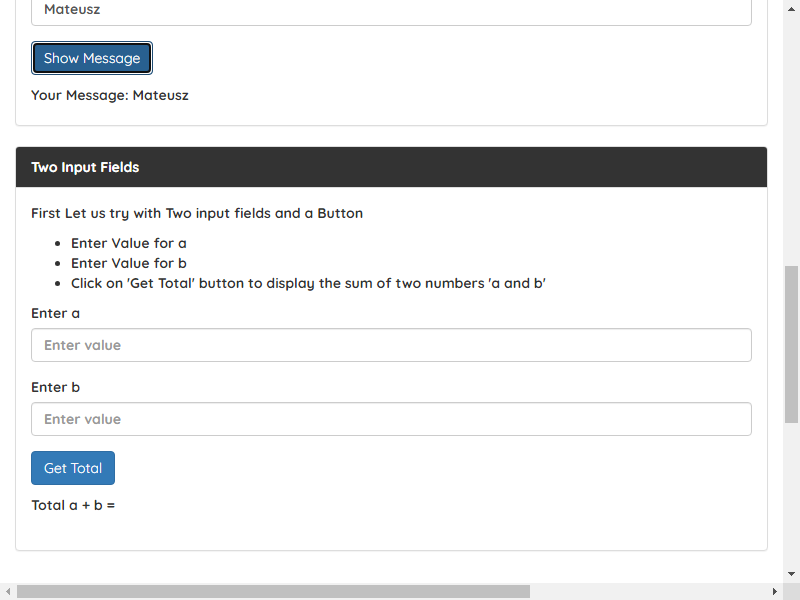 Mateusz
Show Message
Your Message: Mateusz
Two Input Fields
First Let us try with Two input fields and a Button
Enter Value for a
Enter Value for b
Click on 'Get Total' button to display the sum of two numbers 'a and b'
Enter a
Enter value
Enter b
Enter value
Get Total
Total a + b =